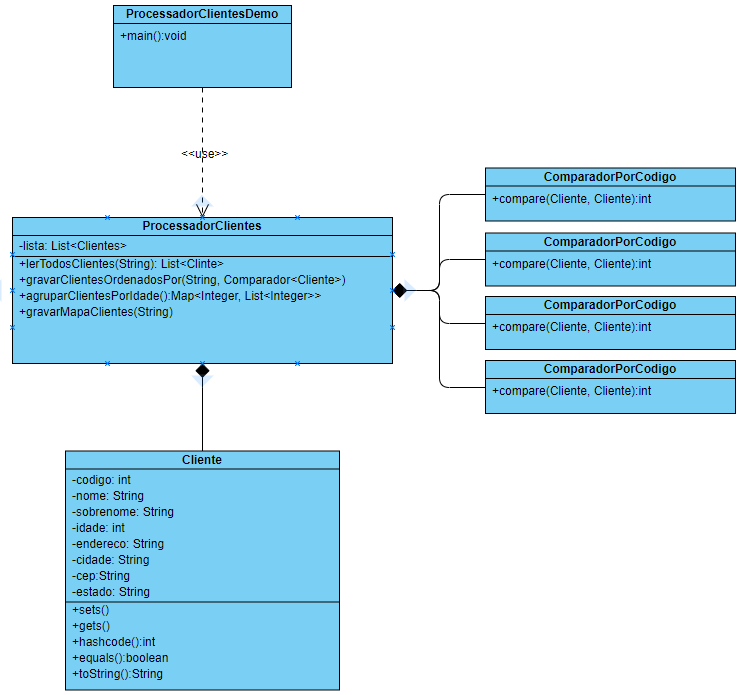 ProcessadorClientesDemo
+main():void
<<use>>
ProcessadorClientes
-lista: List<Clientes>
+lerTodosClientes(String): List<Clinte>
+gravarClientesOrdenadosPor(String, Comparador<Cliente>)
+agruparClientesPorIdade():Map<Integer, List<Integer>>
+gravarMapaClientes(String)
ComparadorPorCodigo
+compare(Cliente, Cliente):int
ComparadorPorCodigo
+compare(Cliente, Cliente):int
ComparadorPorCodigo
+compare(Cliente, Cliente):int
ComparadorPorCodigo
+compare(Cliente, Cliente):int
Cliente
-codigo: int
-nome: String
-sobrenome: String
-idade: int
-endereco: String
-cidade: String
-cep:String
-estado: String
+sets()
+gets()
+hashcode():int
+equals():boolean
+toString():String